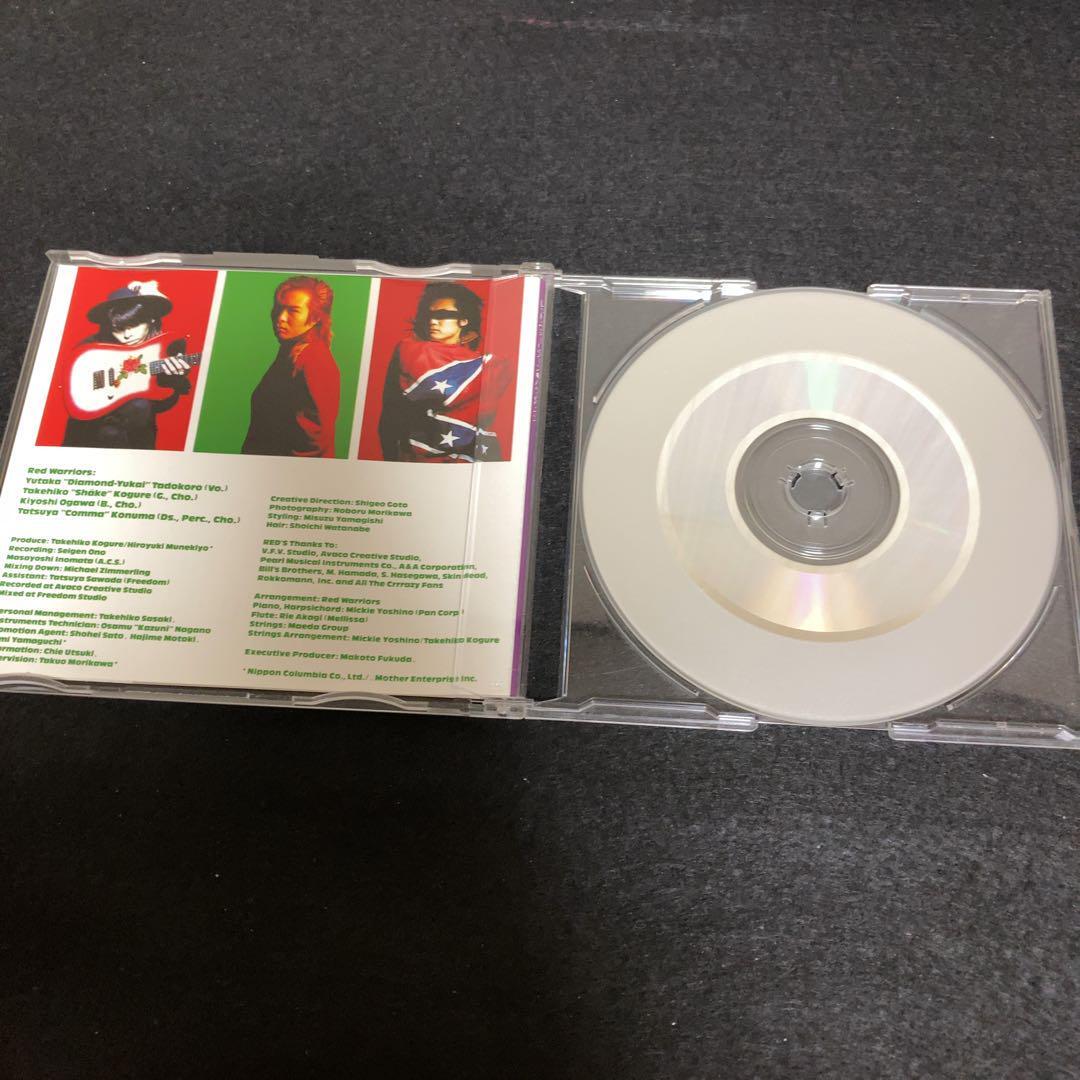 Red Warriors:
Yutaka "Diamond-Yukai" Tadokoro (Vo.)
Takehiko "Shake" Kogure (G., Cho.)
Kiyoshi Ogawa (B., Cho.)
Tatsuya "Comma" Konuma (Ds., Perc., Cho.)
Produce: Takehiko Kogure/Hiroyuki Munekiyo*
Recording: Seigen Ono
Masayoshi Inomata (A.C.S.)
Mixing Down: Michael Zimmerling
Assistant: Tatsuya Sawada (Freedom)
Recorded at Avaco Creative Studio
Mixed at Freedom Studio
ersonal Management: Takehiko Sasaki,
struments Technician: Osamu "Kazuni" Nagano
omotion Agent: Shohei Sato, Hajime Motoki,
mi Yamaguchi*
formation: Chie Utsuki,
ervision: Takuo Morikawa*
Creative Direction: Shigeo Goto
Photography: Noboru Morikawa
Styling: Misuzu Yamagishi
Hair: Shoichi Watanabe
RED'S Thanks To:
V.F.V. Studio, Avaco Creative Studio,
Pearl Musical Instruments Co., A&A Corporation,
Bill's Brothers, M. Hamada, S. Hasegawa, Skin Head,
Rokkomann, Inc. and All The Crrrazy Fans
Arrangement: Red Warriors
Piano, Harpsichord: Mickie Yoshino (Pan Corp)
Flute: Rie Akagi (Mellissa)
Strings: Maeda Group
Strings Arrangement: Mickie Yoshino/Takehiko Kogure
Executive Producer: Makoto Fukuda,
* Nippon Columbia Co., Ltd./, Mother Enterprise Inc.